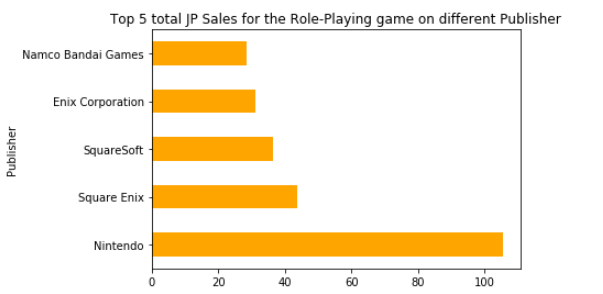 Top 5 total JP Sales for the Role-Playing game on different Publisher
Namco Bandai Games
Enix Corporation
SquareSoft
Square Enix
Nintendo
Publisher
0 20 40 60 80 100